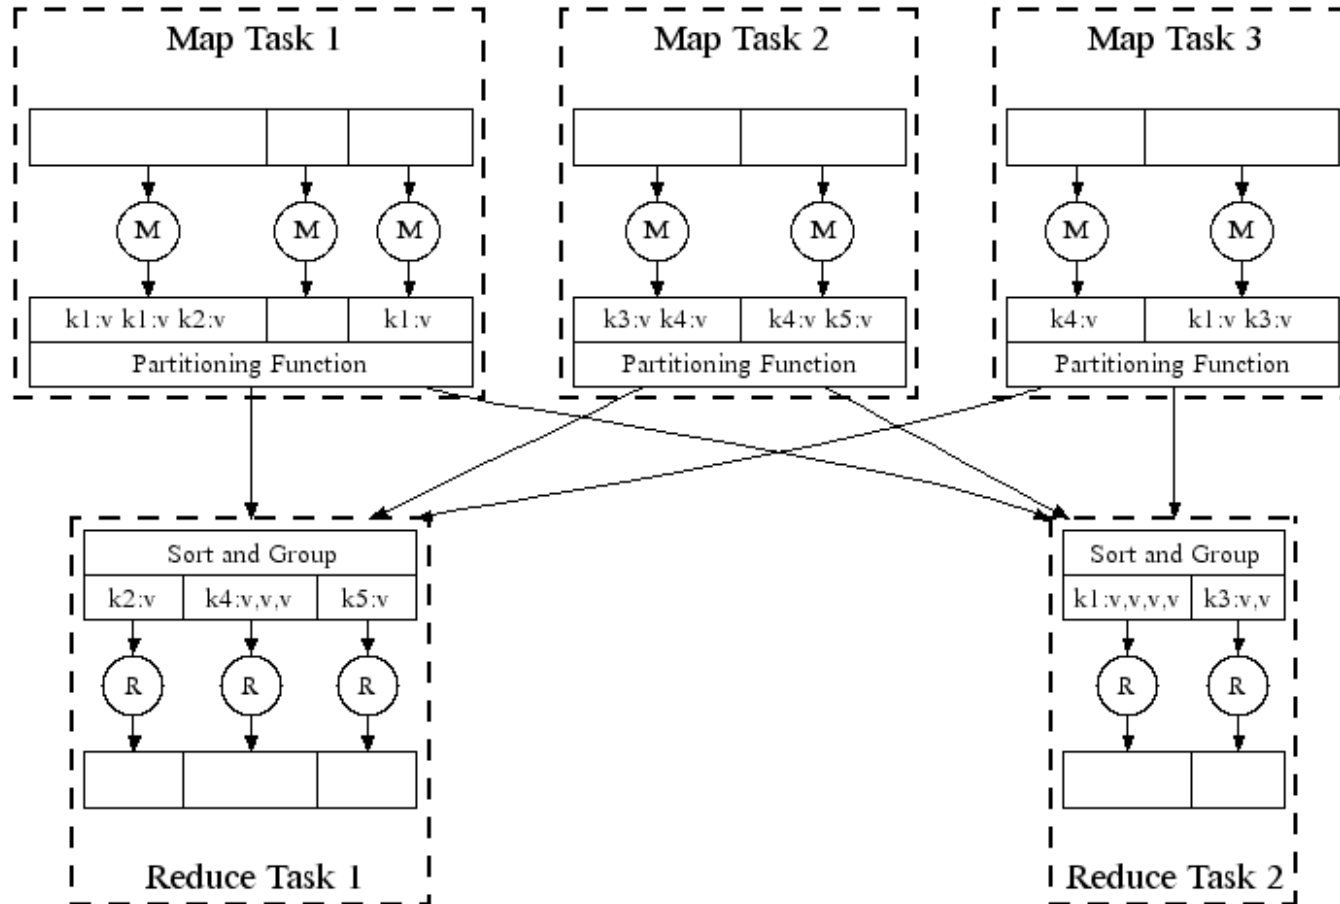 Map Task 1
Map Task 2
Map Task 3
M
M
M
M
M
M
M
k1:v k1:v k2:v
k1:v
k3:v k4:v
k4:v k5:v
k4:v
k1:v k3:v
Partitioning Function
Partitioning Function
Partitioning Function
Sort and Group
Sort and Group
k2:v
k4:v,v,v
k5:v
k1:v,v,v,v
k3:v,v
R
R
R
R
R
Reduce Task 1
Reduce Task 2